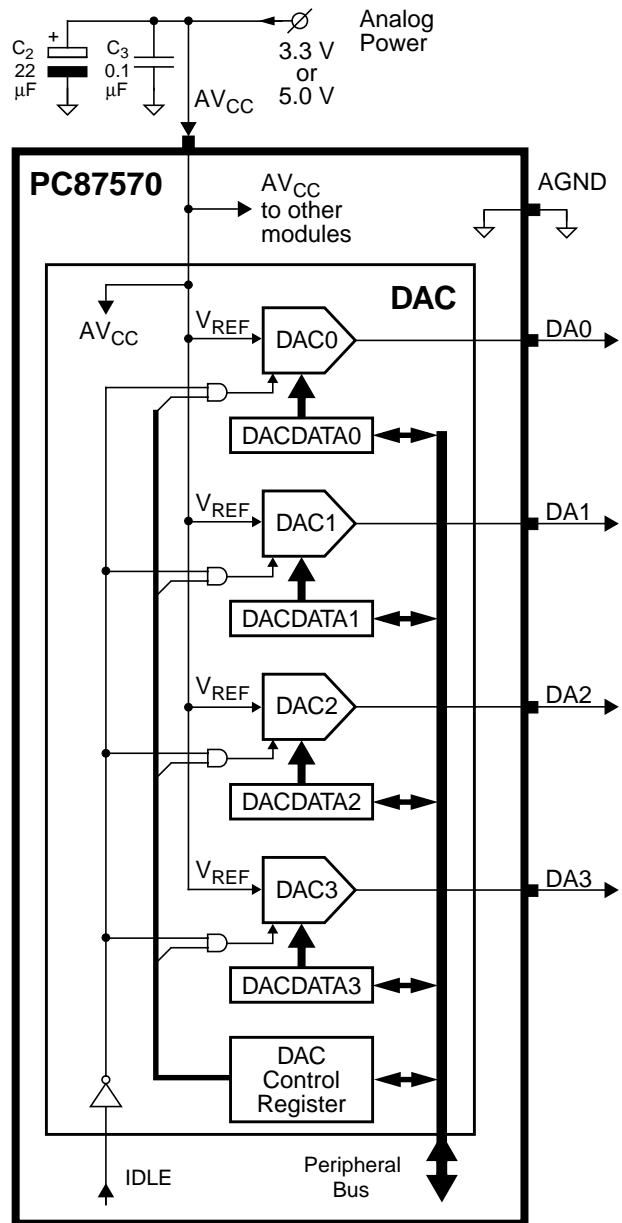 Analog
Power
+
C2
22
µF
C3
0.1
µF
3.3 V
or
5.0 V
AVCC
PC87570
AVCC
to other
modules
AGND
DAC
AVCC
VREF
DAC0
DA0
DACDATA0
VREF
DAC1
DA1
DACDATA1
VREF
DAC2
DA2
DACDATA2
VREF
DAC3
DA3
DACDATA3
DAC
Control
Register
IDLE
Peripheral
Bus